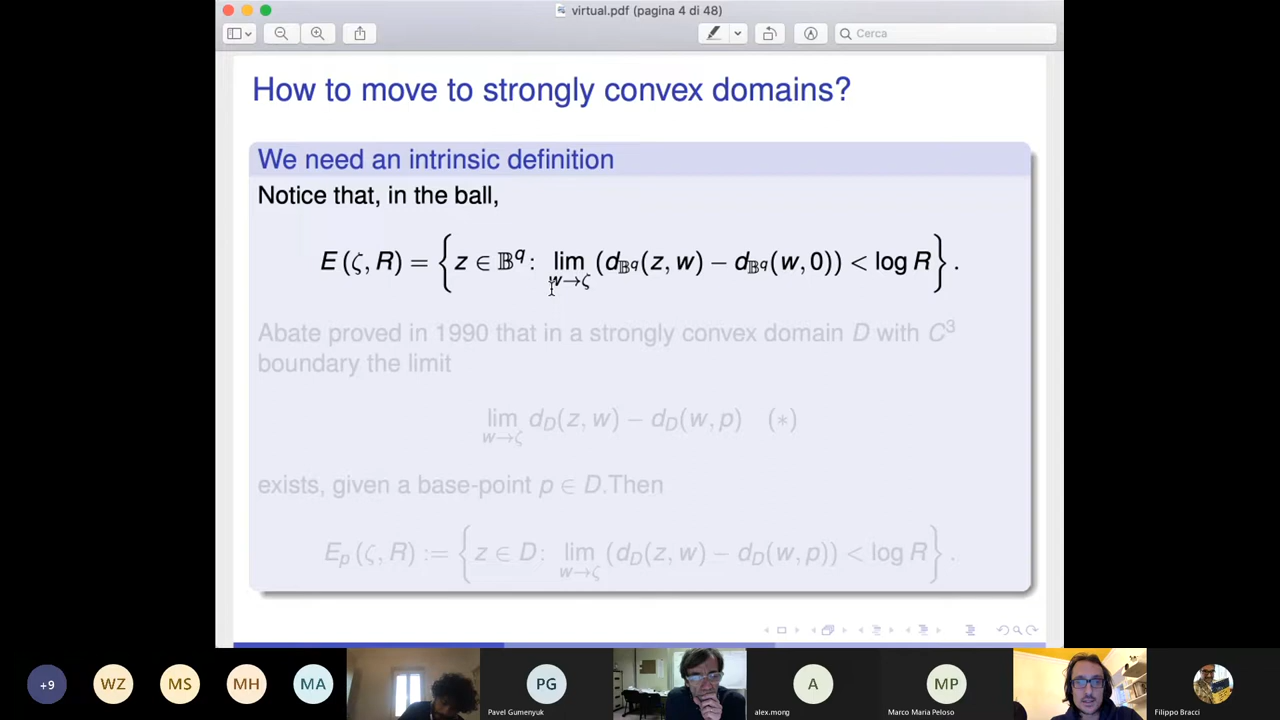 virtual.pdf (pagina 4 di 48)
Cerca
How to move to strongly convex domains?
We need an intrinsic definition
Notice that, in the ball,
E (ζ, R) = { z ∈ 𝔹^q : lim_{w→ζ} (d_{𝔹^q}(z, w) − d_{𝔹^q}(w, 0)) < log R } .
Abate proved in 1990 that in a strongly convex domain D with C³
boundary the limit
lim_{w→ζ} d_D(z, w) − d_D(w, p) (∗)
exists, given a base-point p ∈ D.Then
E_p (ζ, R) := { z ∈ D : lim_{w→ζ} (d_D(z, w) − d_D(w, p)) < log R } .
+9 WZ MS MH MA PG A MP
Pavel Gumenyuk alex.mong Marco Maria Peloso Filippo Bracci